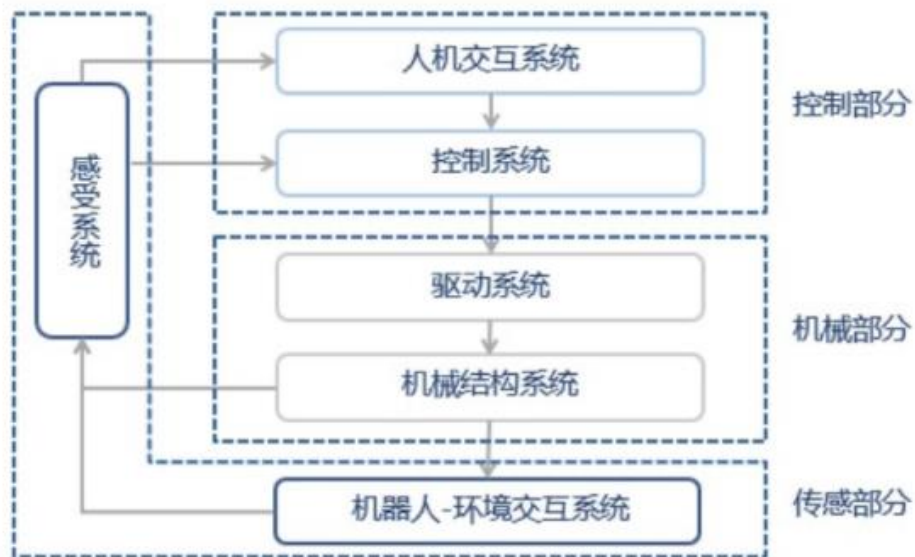 人机交互系统
控制部分
感受系统
控制系统
驱动系统
机械部分
机械结构系统
机器人-环境交互系统
传感部分